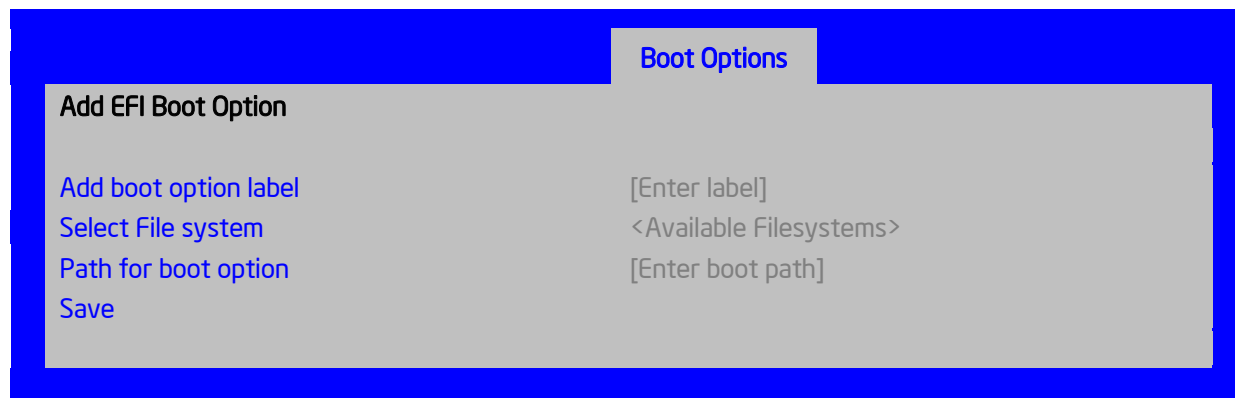 Boot Options
Add EFI Boot Option
Add boot option label [Enter label]
Select File system <Available Filesystems>
Path for boot option [Enter boot path]
Save